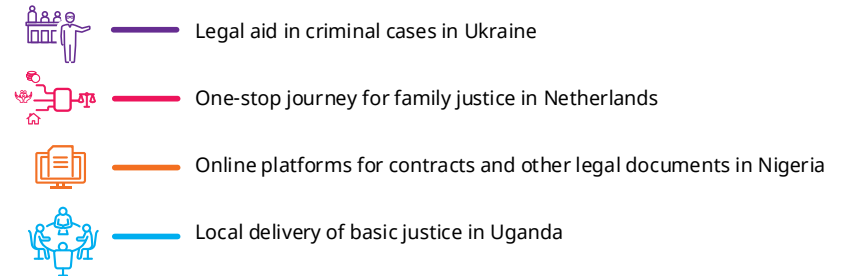 Legal aid in criminal cases in Ukraine
One-stop journey for family justice in Netherlands
Online platforms for contracts and other legal documents in Nigeria
Local delivery of basic justice in Uganda